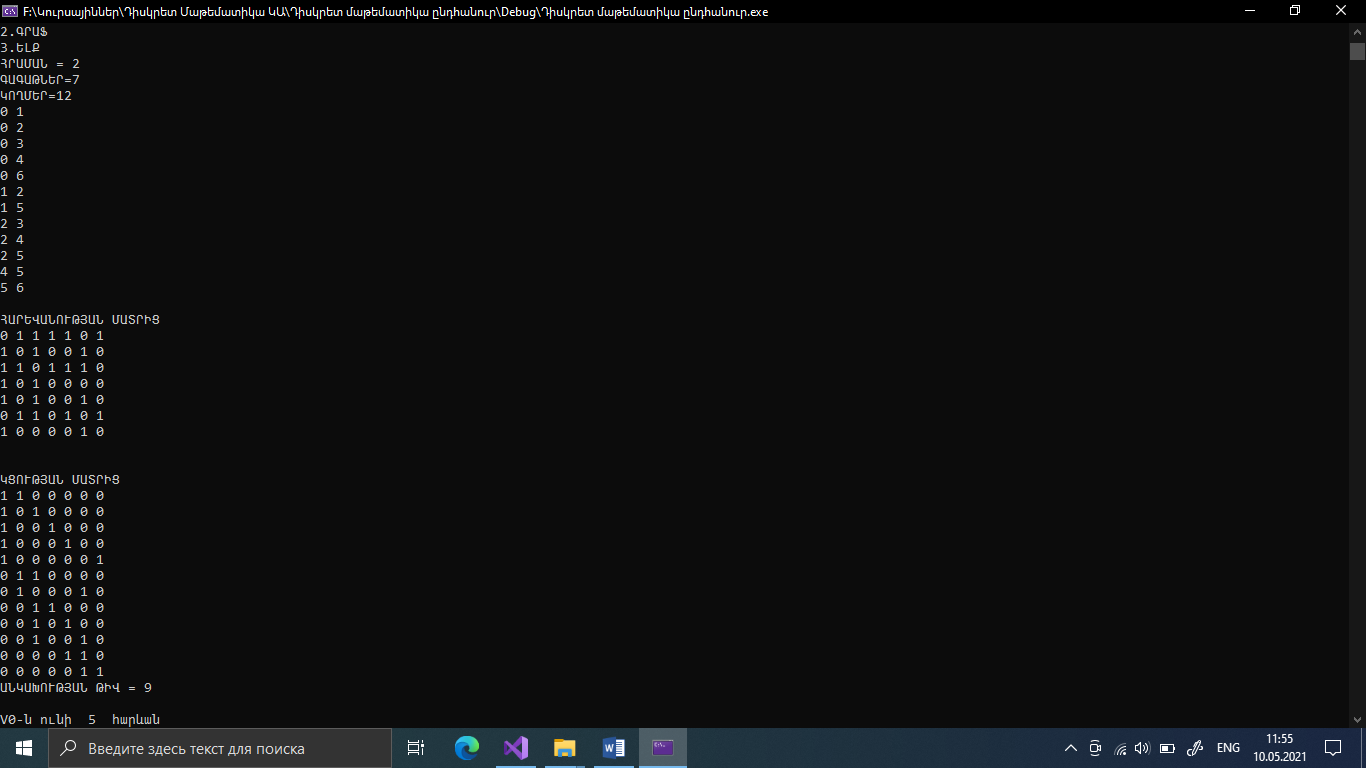 F:\Կուրսայիններ\Դիսկրետ Մաթեմատիկա ԿԱ\Դիսկրետ մաթեմատիկա ընդհանուր\Debug\Դիսկրետ մաթեմատիկա ընդհանուր.exe
2.ԳՐԱՖ
3.ԵԼՔ
ՀՐԱՄԱՆ = 2
ԳԱԳԱԹՆԵՐ=7
ԿՈՂՄԵՐ=12
0 1
0 2
0 3
0 4
0 6
1 2
1 5
2 3
2 4
2 5
4 5
5 6
ՀԱՐԵՎԱՆՈՒԹՅԱՆ ՄԱՏՐԻՑ
0 1 1 1 1 0 1
1 0 1 0 0 1 0
1 1 0 1 1 1 0
1 0 1 0 0 0 0
1 0 1 0 0 1 0
0 1 1 0 1 0 1
1 0 0 0 0 1 0
ԿՑՈՒԹՅԱՆ ՄԱՏՐԻՑ
1 1 0 0 0 0 0
1 0 1 0 0 0 0
1 0 0 1 0 0 0
1 0 0 0 1 0 0
1 0 0 0 0 0 1
0 1 1 0 0 0 0
0 1 0 0 0 1 0
0 0 1 1 0 0 0
0 0 1 0 1 0 0
0 0 1 0 0 1 0
0 0 0 0 1 1 0
0 0 0 0 0 1 1
ԱՆԿԱԽՈՒԹՅԱՆ ԹԻՎ = 9
V0-ն ունի  5  հարևան
Введите здесь текст для поиска
ENG
11:55
10.05.2021